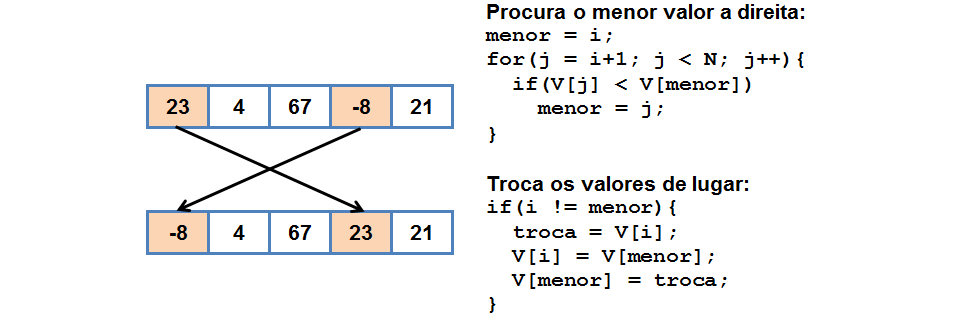 23 4 67 -8 21
-8 4 67 23 21
Procura o menor valor a direita:
menor = i;
for(j = i+1; j < N; j++){
  if(V[j] < V[menor])
    menor = j;
}
Troca os valores de lugar:
if(i != menor){
  troca = V[i];
  V[i] = V[menor];
  V[menor] = troca;
}